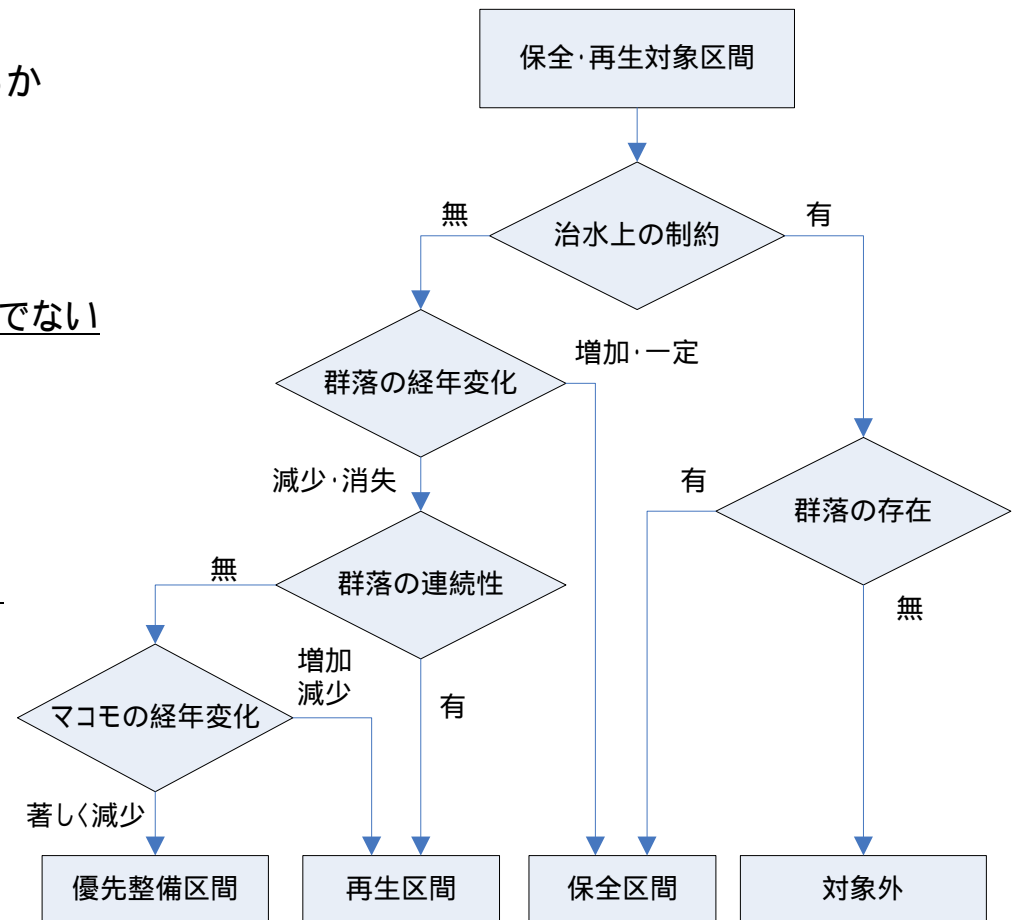 保全・再生対象区間
か
治水上の制約
無
有
でない
群落の経年変化
増加・一定
減少・消失
有
群落の存在
無
群落の連続性
無
増加
減少
有
マコモの経年変化
著しく減少
優先整備区間
再生区間
保全区間
対象外